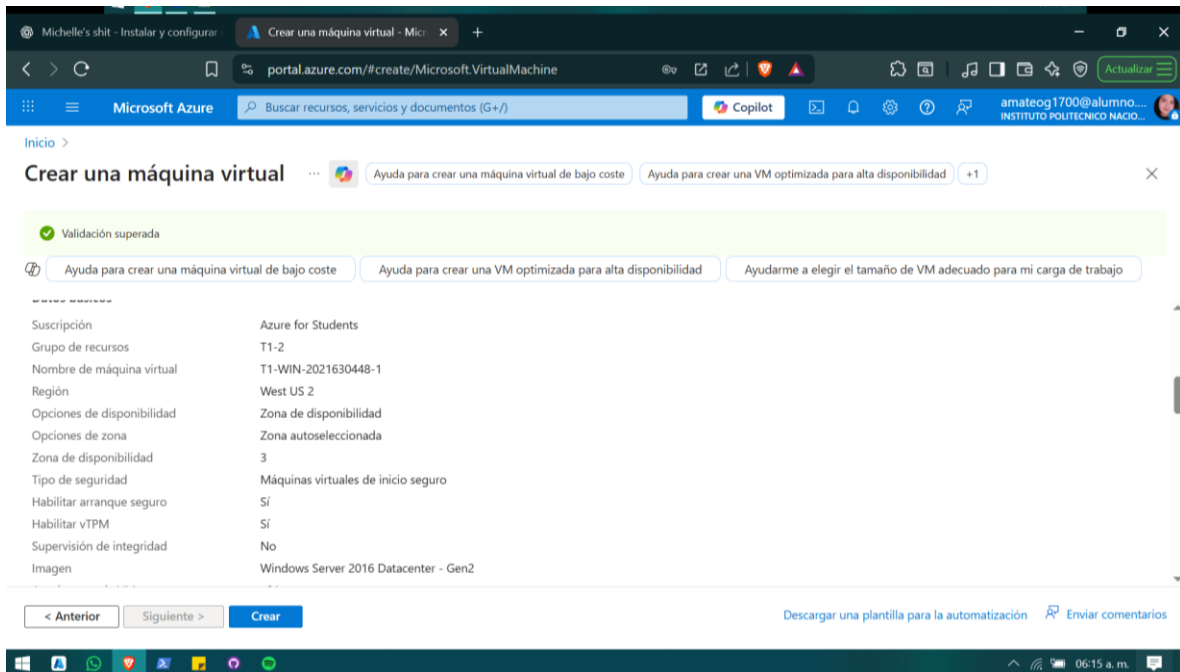 Michelle's shit - Instalar y configurar
Crear una máquina virtual - Micr
portal.azure.com/#create/Microsoft.VirtualMachine
Actualizar
Microsoft Azure
Buscar recursos, servicios y documentos (G+/)
Copilot
amateog1700@alumno....
INSTITUTO POLITECNICO NACIO...
Inicio >
Crear una máquina virtual ...
Ayuda para crear una máquina virtual de bajo coste
Ayuda para crear una VM optimizada para alta disponibilidad
+1
Validación superada
Ayuda para crear una máquina virtual de bajo coste
Ayuda para crear una VM optimizada para alta disponibilidad
Ayudarme a elegir el tamaño de VM adecuado para mi carga de trabajo
Datos básicos
Suscripción Azure for Students
Grupo de recursos T1-2
Nombre de máquina virtual T1-WIN-2021630448-1
Región West US 2
Opciones de disponibilidad Zona de disponibilidad
Opciones de zona Zona autoseleccionada
Zona de disponibilidad 3
Tipo de seguridad Máquinas virtuales de inicio seguro
Habilitar arranque seguro Sí
Habilitar vTPM Sí
Supervisión de integridad No
Imagen Windows Server 2016 Datacenter - Gen2
< Anterior
Siguiente >
Crear
Descargar una plantilla para la automatización
Enviar comentarios
06:15 a. m.